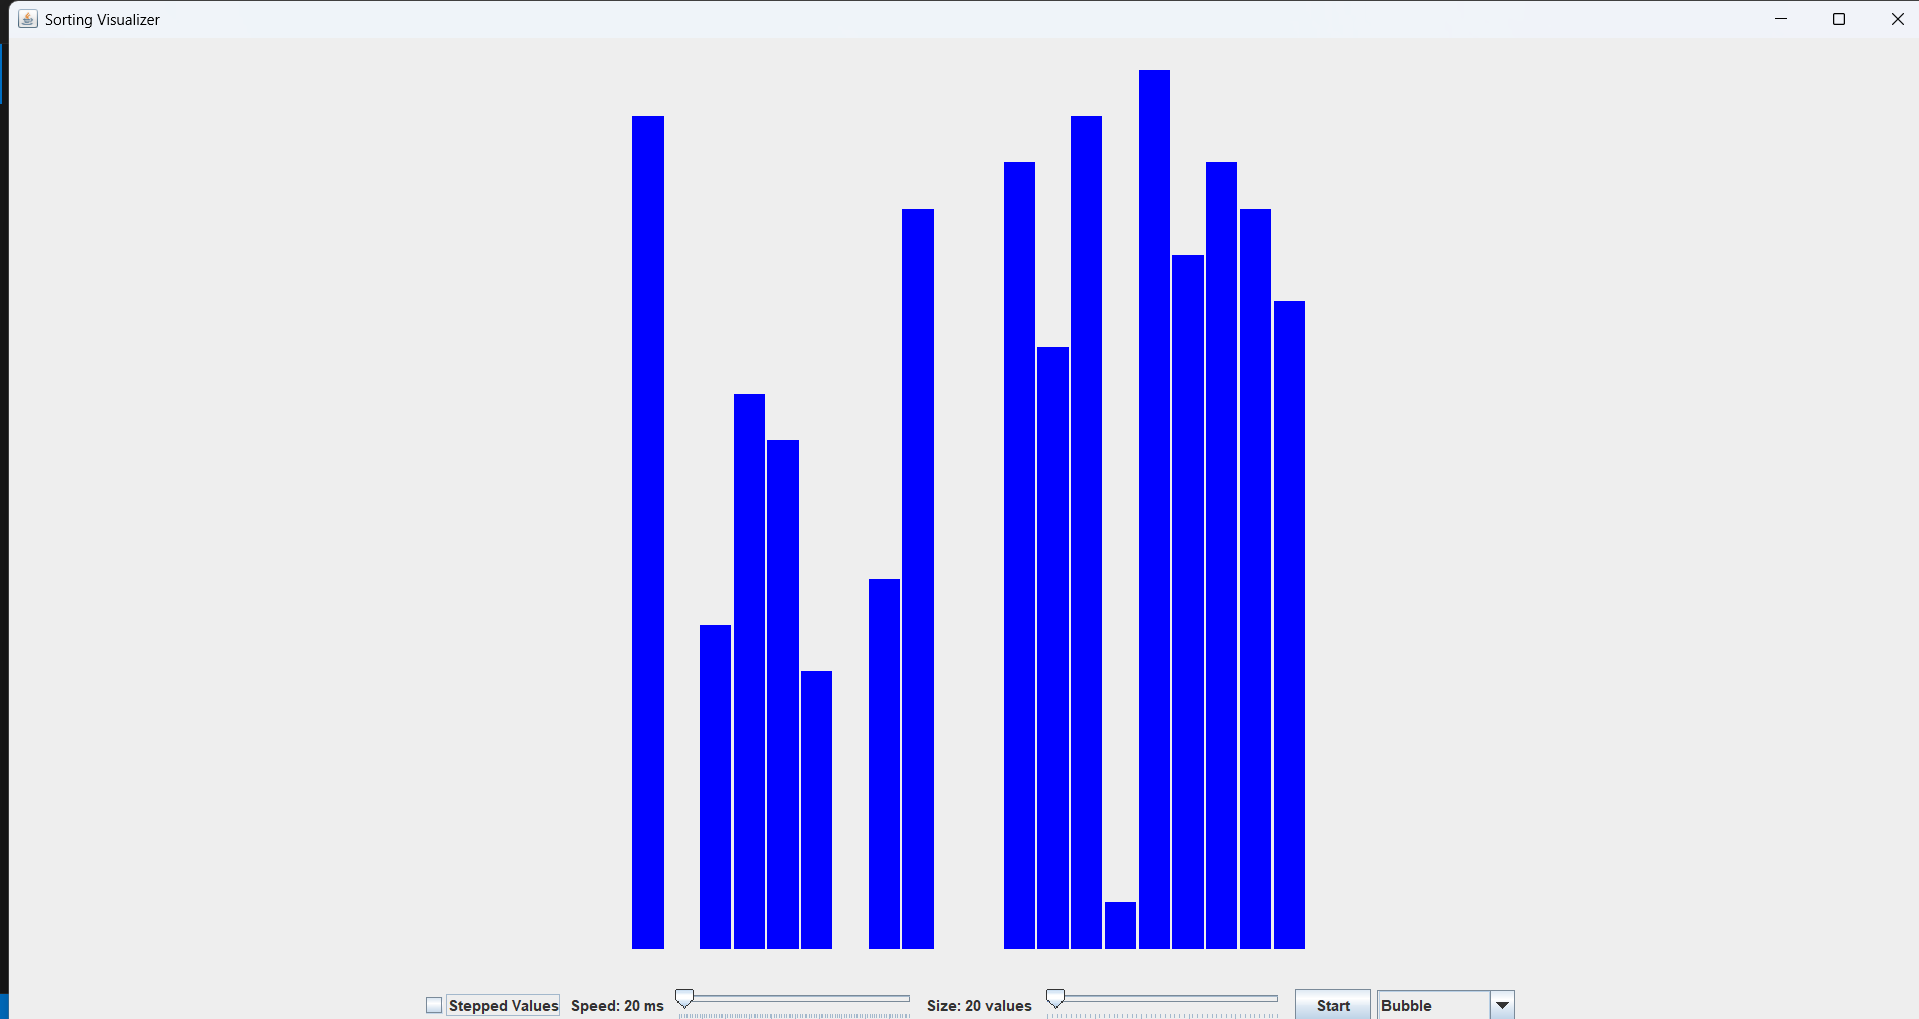 Sorting Visualizer
Stepped Values Speed: 20 ms Size: 20 values Start Bubble